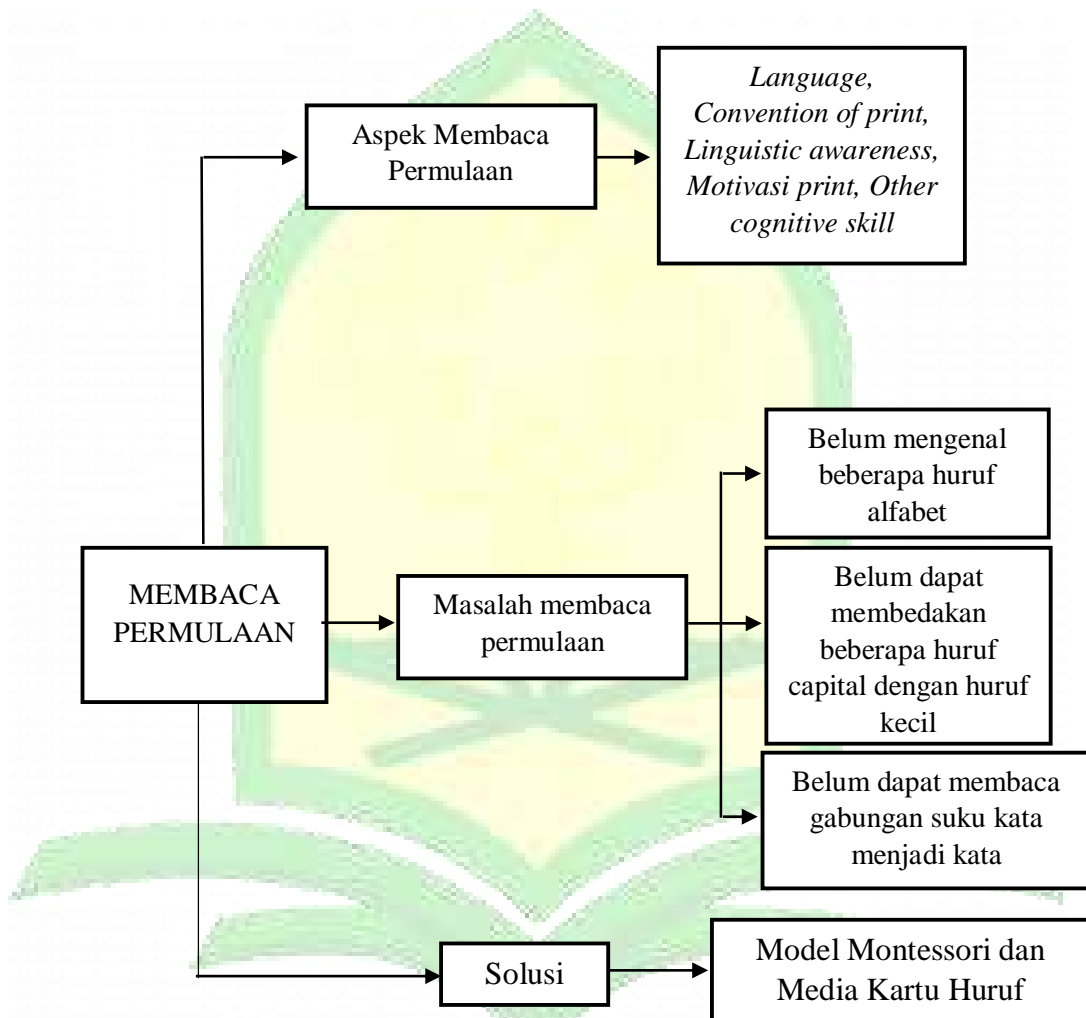 Aspek Membaca
Permulaan
Language,
Convention of print,
Linguistic awareness,
Motivasi print, Other
cognitive skill
MEMBACA
PERMULAAN
Masalah membaca
permulaan
Belum mengenal
beberapa huruf
alfabet
Belum dapat
membedakan
beberapa huruf
capital dengan huruf
kecil
Belum dapat membaca
gabungan suku kata
menjadi kata
Solusi
Model Montessori dan
Media Kartu Huruf